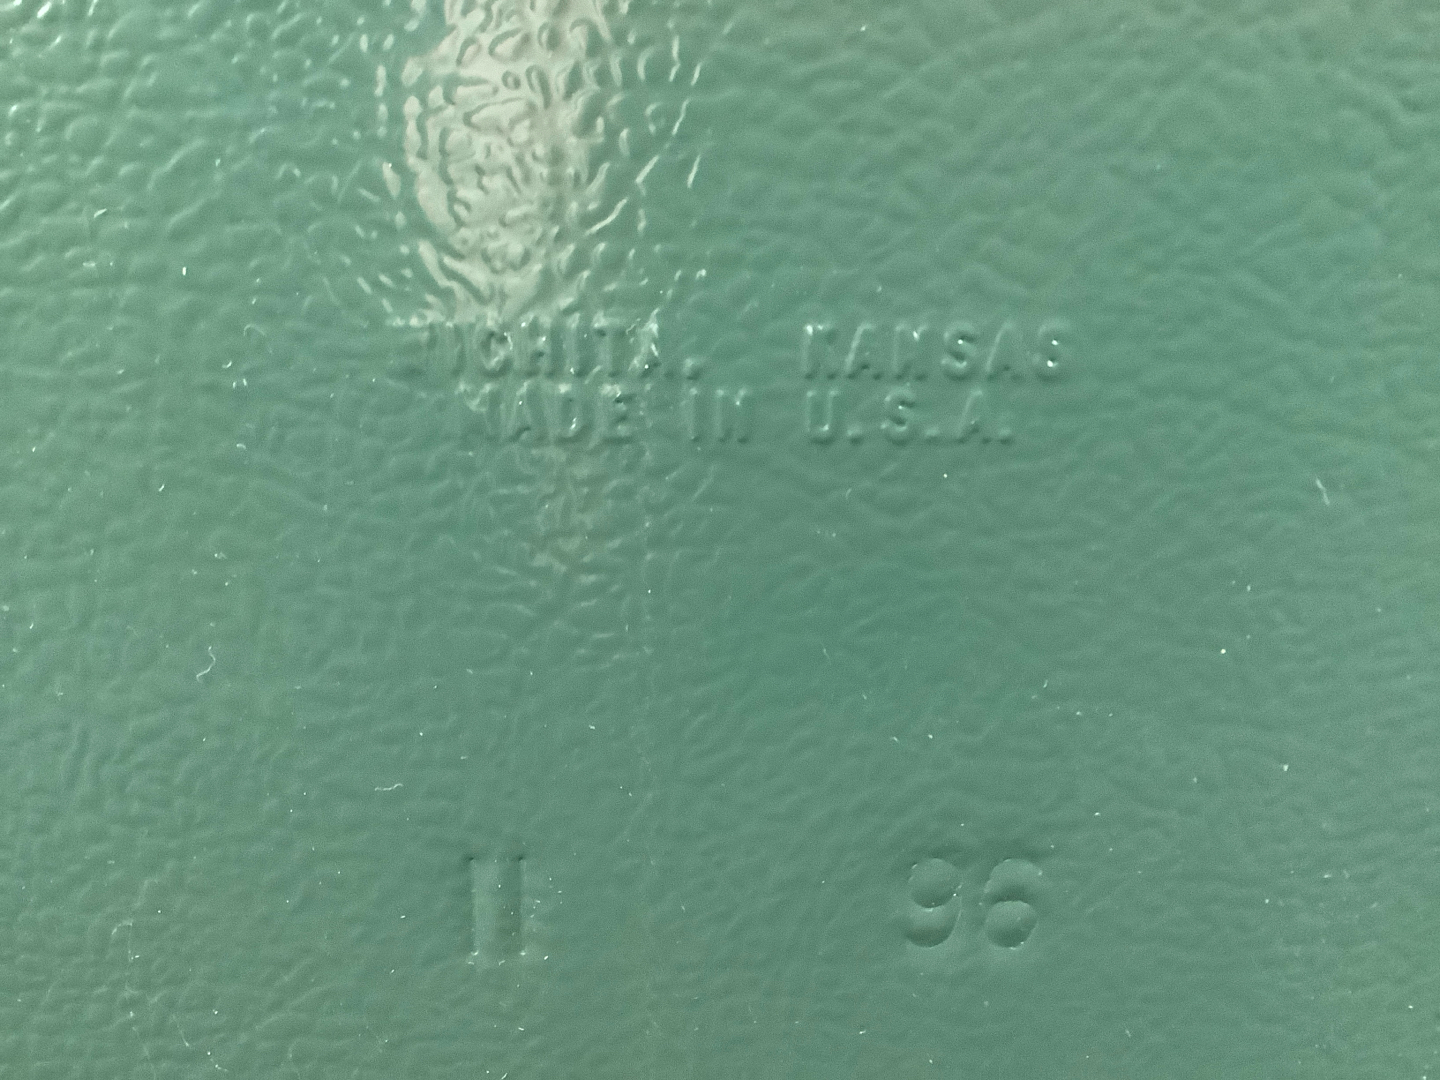 WICHITA, KANSAS
MADE IN U.S.A.
11 96